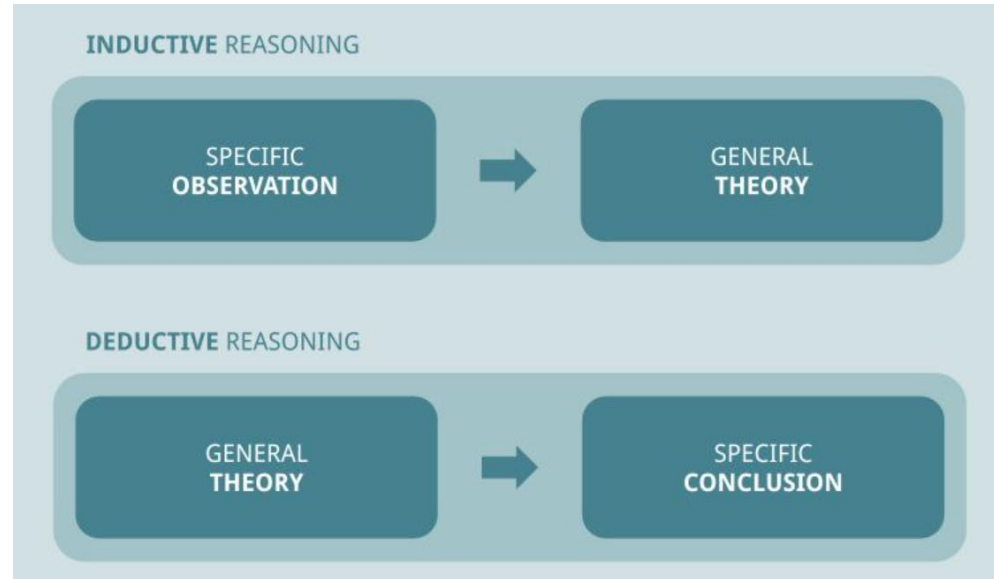 INDUCTIVE REASONING
SPECIFIC
OBSERVATION
GENERAL
THEORY
DEDUCTIVE REASONING
GENERAL
THEORY
SPECIFIC
CONCLUSION